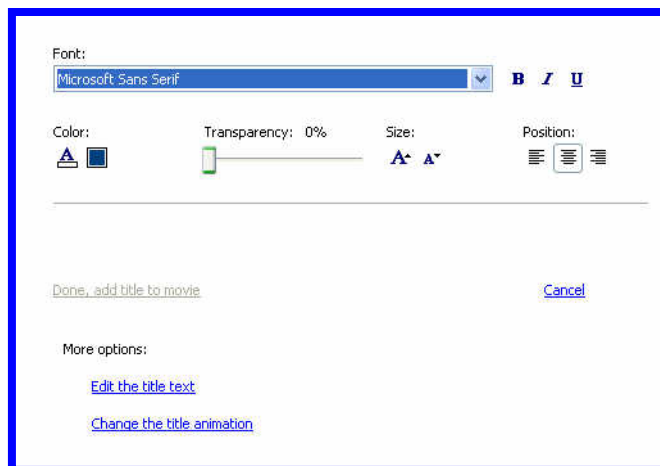 Font:
Microsoft Sans Serif
B I U
Color: Transparency: 0% Size: Position:
A A A
Done, add title to movie Cancel
More options:
Edit the title text
Change the title animation